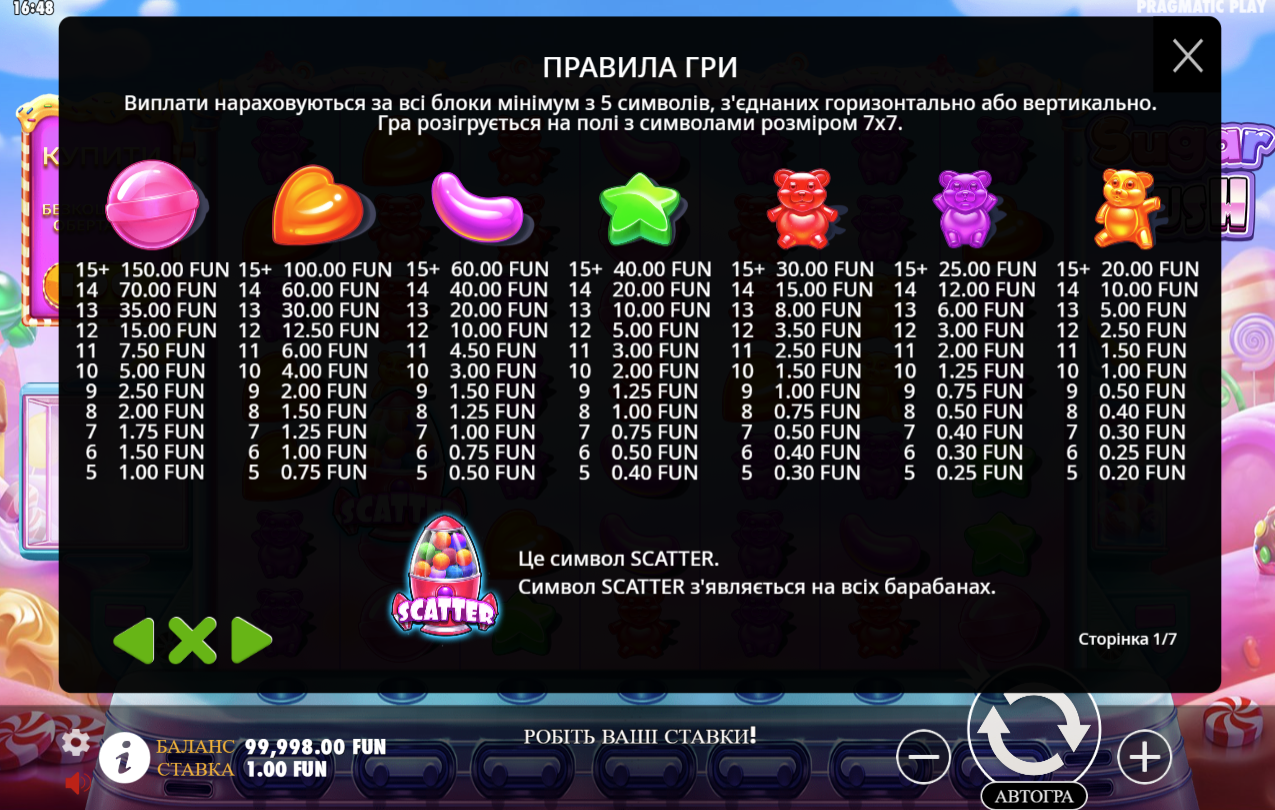 16:48
PRAGMATIC PLAY
ПРАВИЛА ГРИ
Виплати нараховуються за всі блоки мінімум з 5 символів, з'єднаних горизонтально або вертикально.
Гра розігрується на полі з символами розміром 7x7.
КУПИТИ
Sugar
15+ 150.00 FUN 15+ 100.00 FUN 15+ 60.00 FUN 15+ 40.00 FUN 15+ 30.00 FUN 15+ 25.00 FUN 15+ 20.00 FUN
14 70.00 FUN 14 60.00 FUN 14 40.00 FUN 14 20.00 FUN 14 15.00 FUN 14 12.00 FUN 14 10.00 FUN
13 35.00 FUN 13 30.00 FUN 13 20.00 FUN 13 10.00 FUN 13 8.00 FUN 13 6.00 FUN 13 5.00 FUN
12 15.00 FUN 12 12.50 FUN 12 10.00 FUN 12 5.00 FUN 12 3.50 FUN 12 3.00 FUN 12 2.50 FUN
11 7.50 FUN 11 6.00 FUN 11 4.50 FUN 11 3.00 FUN 11 2.50 FUN 11 2.00 FUN 11 1.50 FUN
10 5.00 FUN 10 4.00 FUN 10 3.00 FUN 10 2.00 FUN 10 1.50 FUN 10 1.25 FUN 10 1.00 FUN
9 2.50 FUN 9 2.00 FUN 9 1.50 FUN 9 1.25 FUN 9 1.00 FUN 9 0.75 FUN 9 0.50 FUN
8 2.00 FUN 8 1.50 FUN 8 1.25 FUN 8 1.00 FUN 8 0.75 FUN 8 0.50 FUN 8 0.40 FUN
7 1.75 FUN 7 1.25 FUN 7 1.00 FUN 7 0.75 FUN 7 0.50 FUN 7 0.40 FUN 7 0.30 FUN
6 1.50 FUN 6 1.00 FUN 6 0.75 FUN 6 0.50 FUN 6 0.40 FUN 6 0.30 FUN 6 0.25 FUN
5 1.00 FUN 5 0.75 FUN 5 0.50 FUN 5 0.40 FUN 5 0.30 FUN 5 0.25 FUN 5 0.20 FUN
SCATTER
Це символ SCATTER.
Символ SCATTER з'являється на всіх барабанах.
Сторінка 1/7
БАЛАНС 99,998.00 FUN
СТАВКА 1.00 FUN
РОБІТЬ ВАШІ СТАВКИ!
АВТОГРА